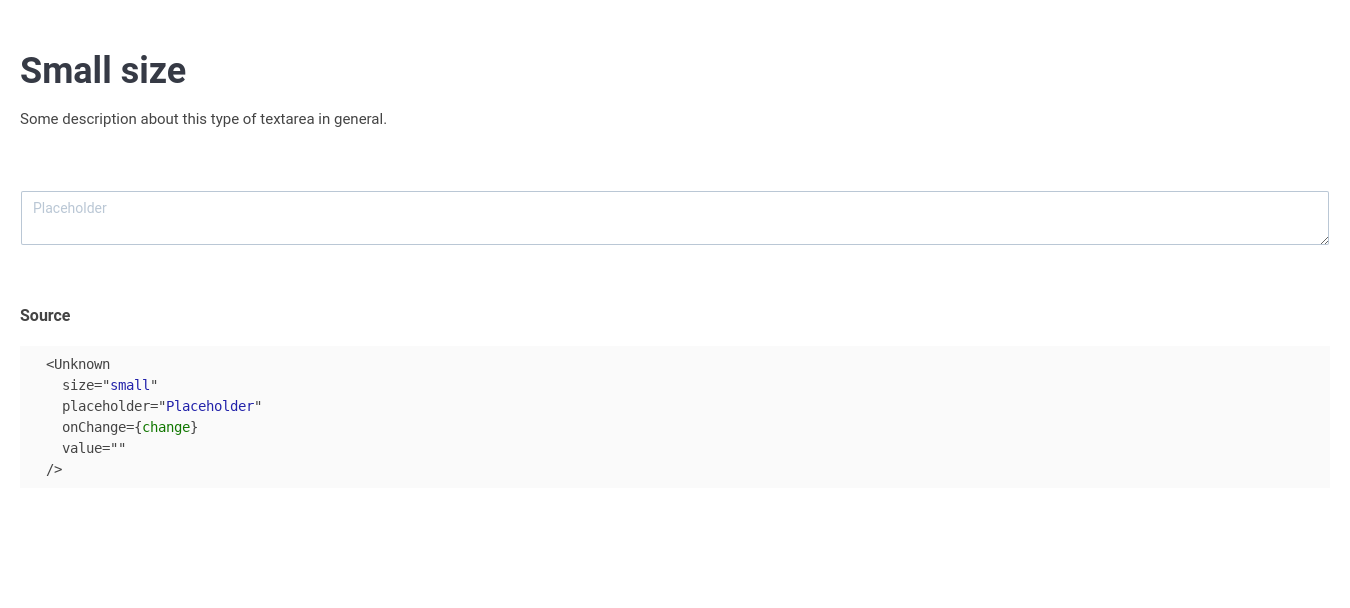 Small size
Some description about this type of textarea in general.
Placeholder
Source
<Unknown
size="small"
placeholder="Placeholder"
onChange={change}
value=""
/>